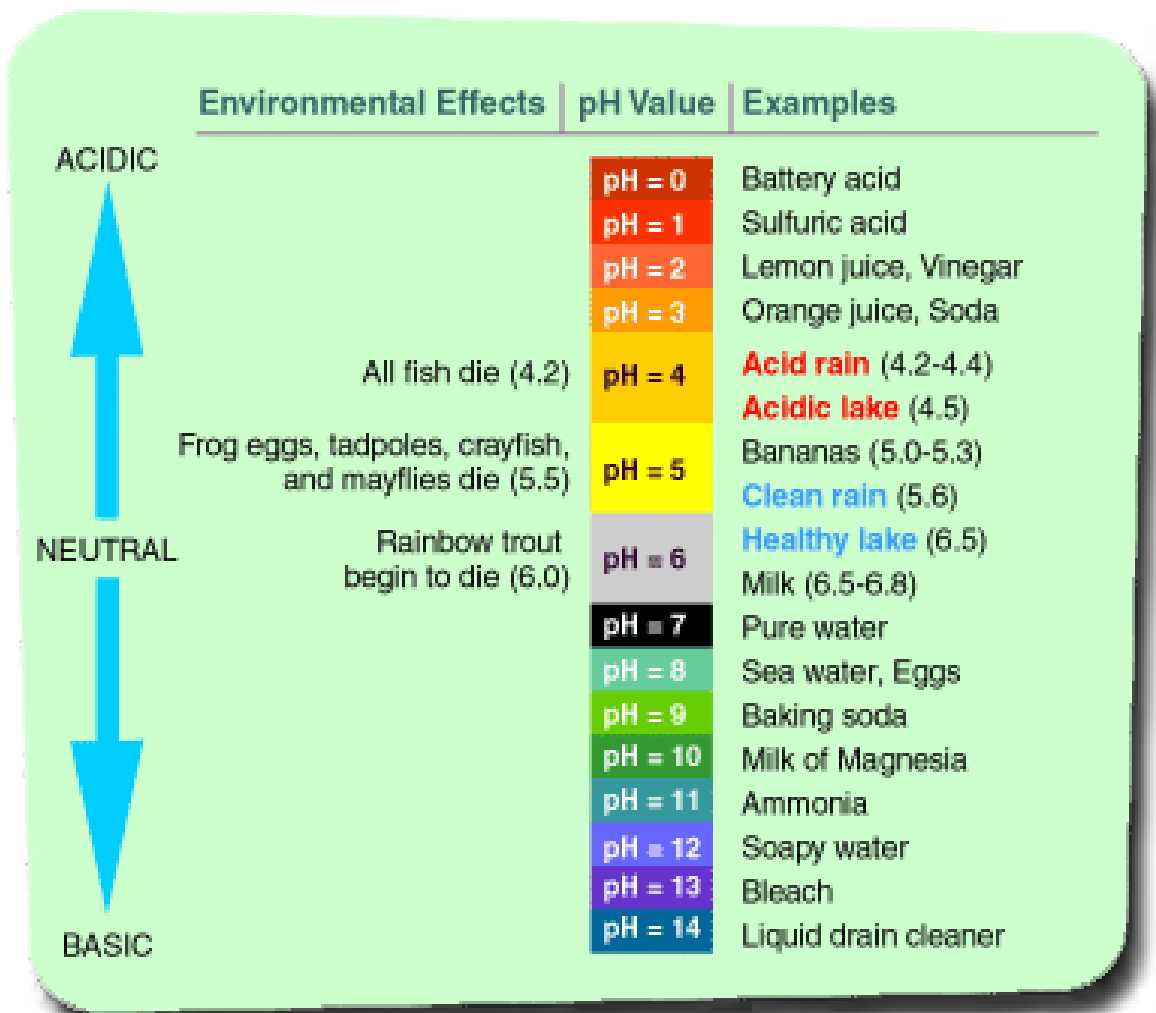 Environmental Effects pH Value Examples
ACIDIC
pH = 0 Battery acid
pH = 1 Sulfuric acid
pH = 2 Lemon juice, Vinegar
pH = 3 Orange juice, Soda
All fish die (4.2) pH = 4 Acid rain (4.2-4.4)
Acidic lake (4.5)
Frog eggs, tadpoles, crayfish,
and mayflies die (5.5) pH = 5 Bananas (5.0-5.3)
Clean rain (5.6)
NEUTRAL
Rainbow trout
begin to die (6.0) pH = 6 Healthy lake (6.5)
Milk (6.5-6.8)
pH = 7 Pure water
pH = 8 Sea water, Eggs
pH = 9 Baking soda
pH = 10 Milk of Magnesia
pH = 11 Ammonia
pH = 12 Soapy water
pH = 13 Bleach
pH = 14 Liquid drain cleaner
BASIC